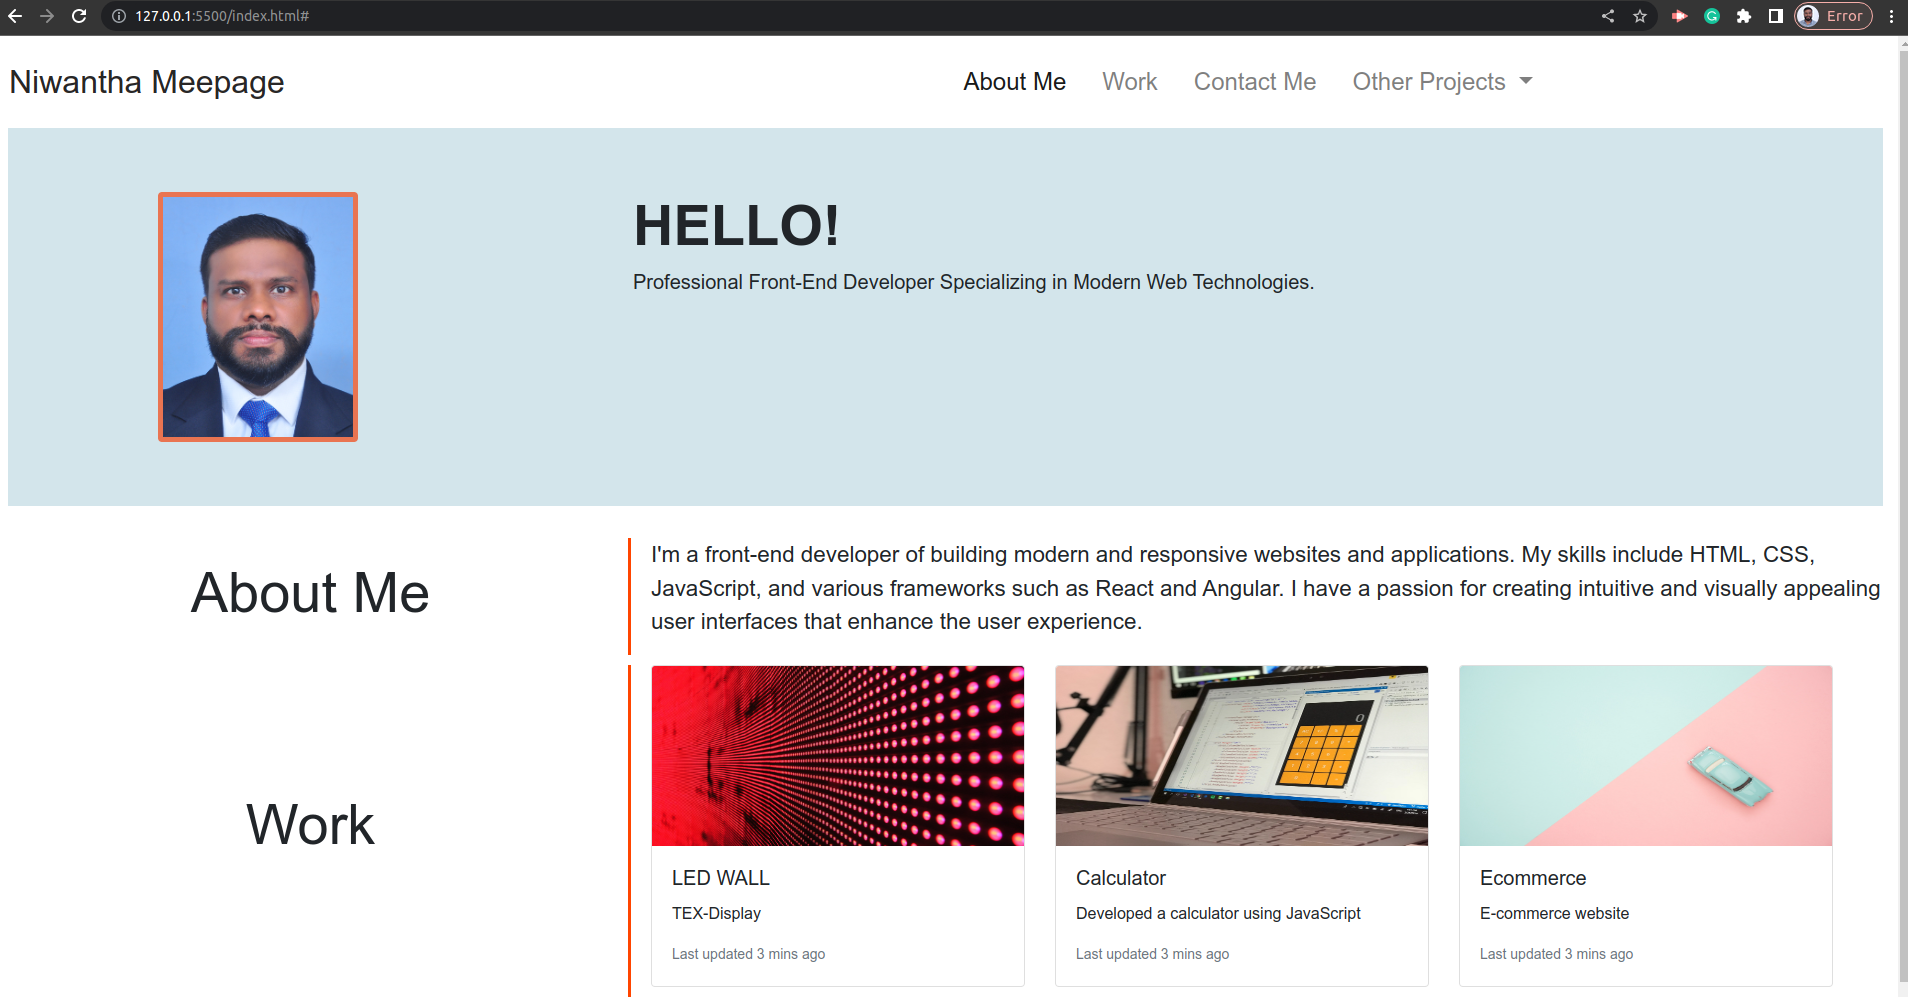 127.0.0.1:5500/index.html#
Error
Niwantha Meepage
About Me
Work
Contact Me
Other Projects
HELLO!
Professional Front-End Developer Specializing in Modern Web Technologies.
About Me
I'm a front-end developer of building modern and responsive websites and applications. My skills include HTML, CSS,
JavaScript, and various frameworks such as React and Angular. I have a passion for creating intuitive and visually appealing
user interfaces that enhance the user experience.
Work
0
LED WALL
TEX-Display
Last updated 3 mins ago
Calculator
Developed a calculator using JavaScript
Last updated 3 mins ago
Ecommerce
E-commerce website
Last updated 3 mins ago